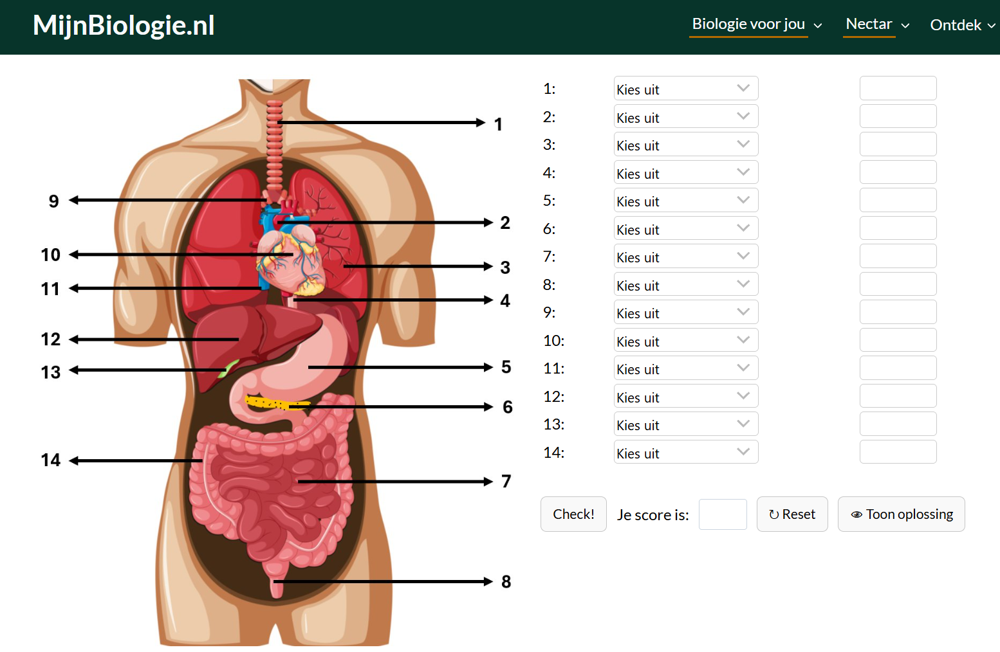 MijnBiologie.nl
Biologie voor jou
Nectar
Ontdek
1
2
3
4
5
6
7
8
9
10
11
12
13
14
1: Kies uit
2: Kies uit
3: Kies uit
4: Kies uit
5: Kies uit
6: Kies uit
7: Kies uit
8: Kies uit
9: Kies uit
10: Kies uit
11: Kies uit
12: Kies uit
13: Kies uit
14: Kies uit
Check! Je score is: Reset Toon oplossing